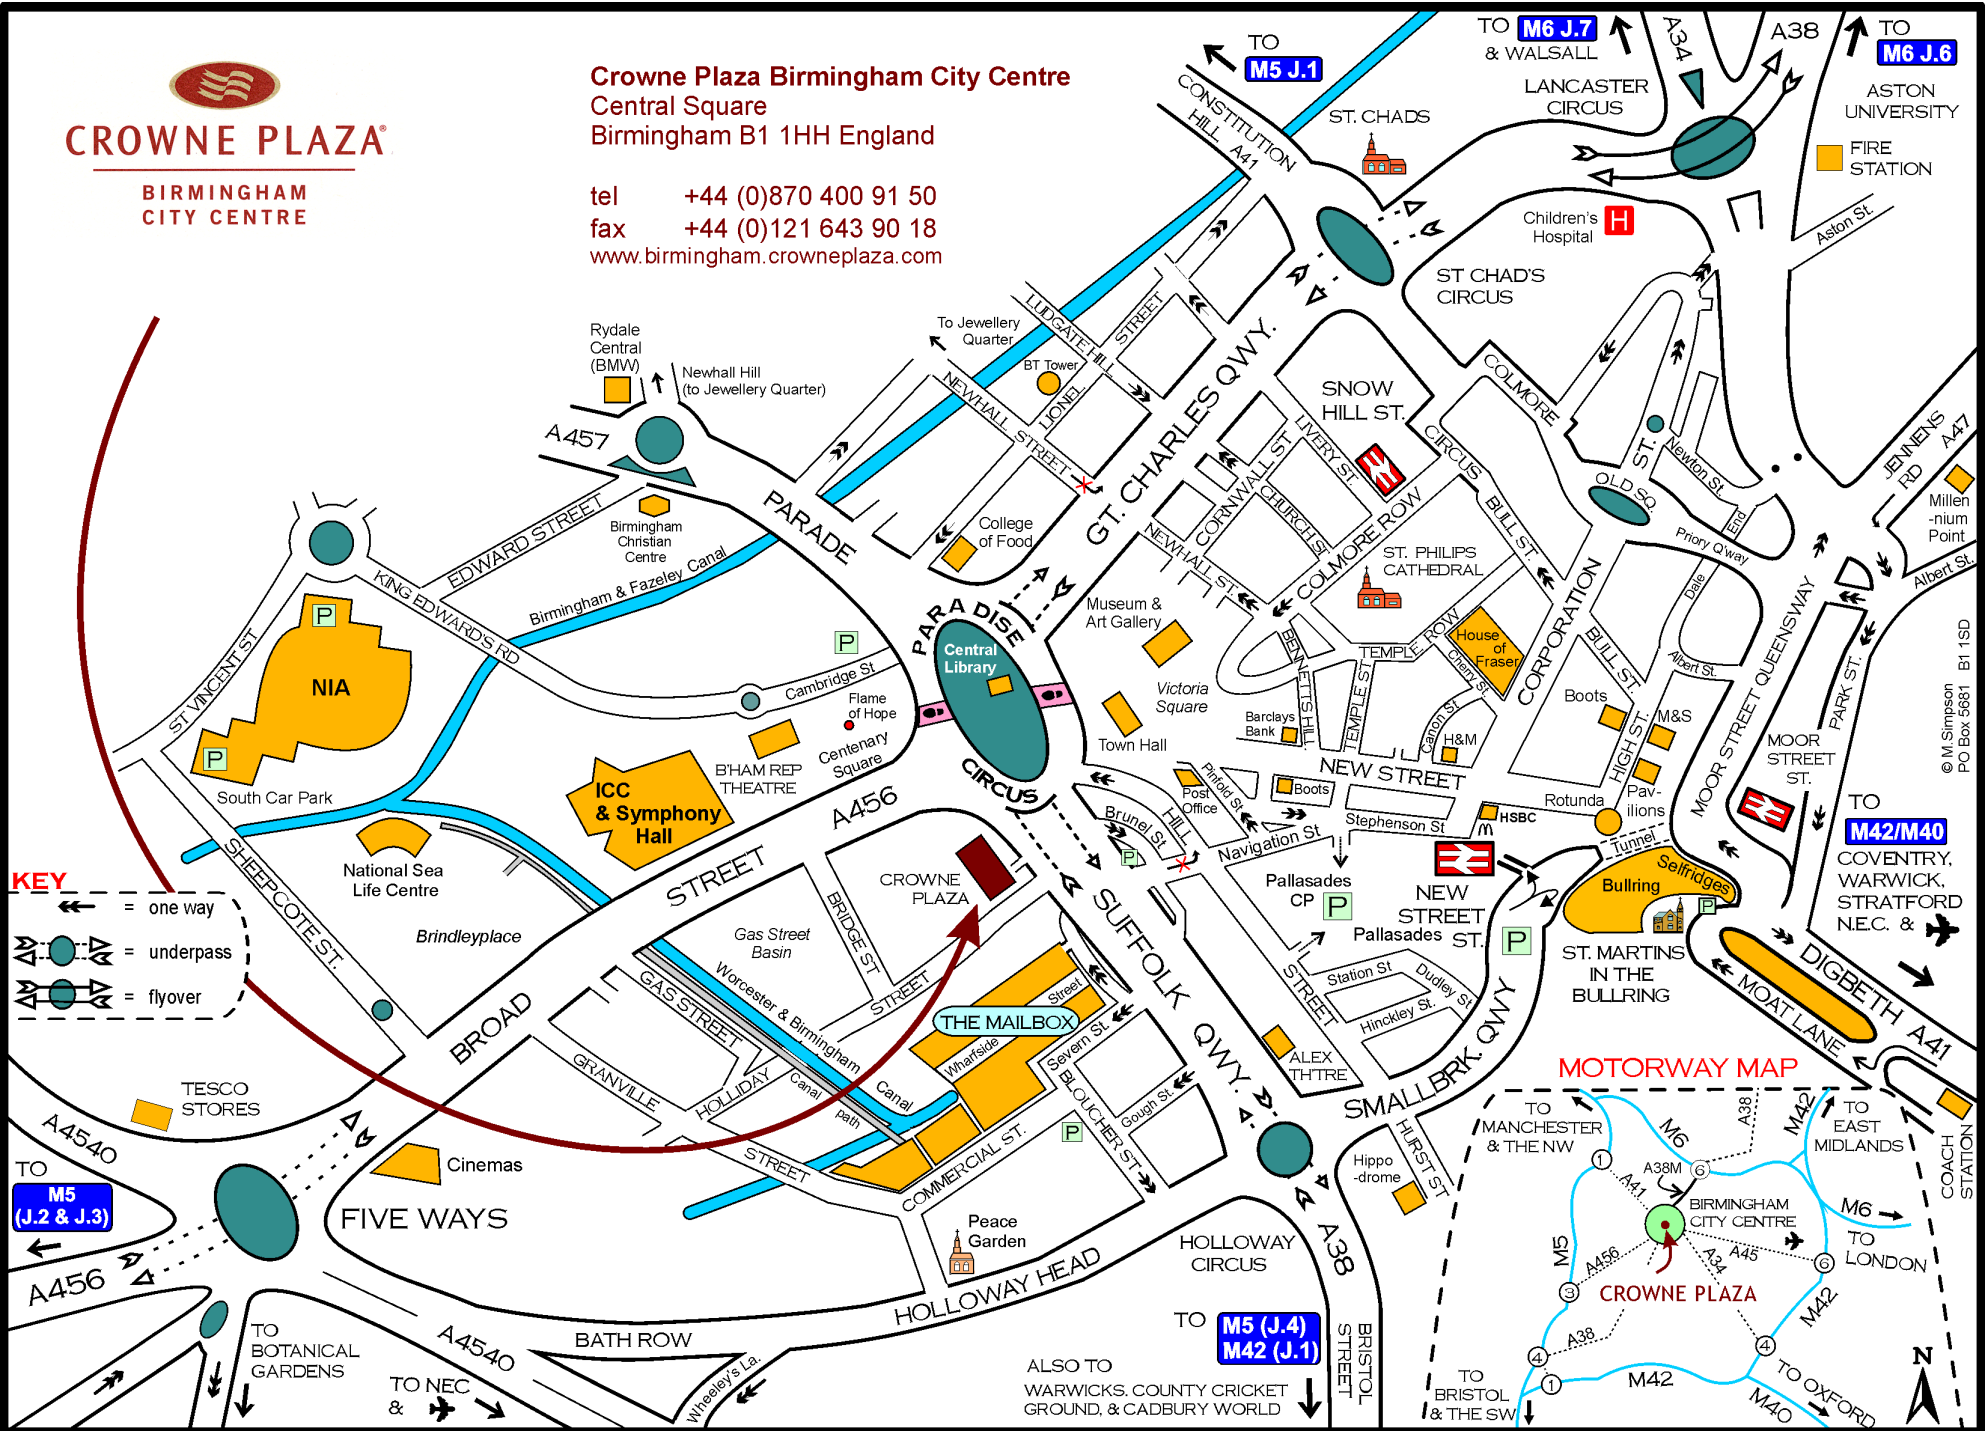 CROWNE PLAZA®
BIRMINGHAM
CITY CENTRE
Crowne Plaza Birmingham City Centre
Central Square
Birmingham B1 1HH England
tel +44 (0)870 400 91 50
fax +44 (0)121 643 90 18
www.birmingham.crowneplaza.com
TO
M5 J.1
TO M6 J.7
& WALSALL
A34
A38
TO
M6 J.6
LANCASTER
CIRCUS
ASTON
UNIVERSITY
FIRE
STATION
CONSTITUTION
HILL A41
ST. CHADS
Children's
Hospital
H
Aston St.
ST CHAD'S
CIRCUS
Rydale
Central
(BMW)
Newhall Hill
(to Jewellery Quarter)
To Jewellery
Quarter
LUDGATE HILL
STREET
LIONEL
BT Tower
NEWHALL STREET
GT. CHARLES QWY.
SNOW
HILL ST.
COLMORE
CIRCUS
LIVERY ST.
CORNWALL ST
CHURCH ST
NEWHALL ST.
COLMORE ROW
BULL ST.
OLD SQ.
ST.
Newton St.
JENNENS
RD
A47
Millen
-nium
Point
Albert St.
Priory Q'way
End
Dale
A457
PARADE
Birmingham
Christian
Centre
EDWARD STREET
College
of Food
KING EDWARD'S RD
Birmingham & Fazeley Canal
P
NIA
P
ST VINCENT ST
South Car Park
P
Cambridge St
Flame
of Hope
Centenary
Square
B'HAM REP
THEATRE
ICC
& Symphony
Hall
PARADISE
CIRCUS
Central
Library
Museum &
Art Gallery
Victoria
Square
Town Hall
ST. PHILIPS
CATHEDRAL
TEMPLE ROW
House
of
Fraser
Cherry St.
BENNETTS HILL
TEMPLE ST
Canon St
H&M
Barclays
Bank
CORPORATION
BULL ST.
Albert St.
Boots
M&S
HIGH ST.
Pav-
ilions
Rotunda
MOOR STREET QUEENSWAY
PARK ST.
MOOR
STREET
ST.
© M.Simpson
PO Box 5681 B1 1SD
TO
M42/M40
COVENTRY,
WARWICK,
STRATFORD
N.E.C. &
NEW STREET
Post
Office
Pinfold St
Boots
Stephenson St
HSBC
Tunnel
Navigation St
HILL
Brunel St.
P
Pallasades
CP
P
NEW
STREET
ST.
Pallasades
P
Bullring
Selfridges
P
ST. MARTINS
IN THE
BULLRING
DIGBETH A41
MOAT LANE
COACH
STATION
Station St
Dudley St
Hinckley St.
STREET
ALEX
THTRE
SMALLBRK. QWY
HURST ST
Hippo
-drome
A456
CROWNE
PLAZA
SUFFOLK QWY.
BROAD STREET
BRIDGE ST
Gas Street
Basin
National Sea
Life Centre
Brindleyplace
SHEEPCOTE ST.
KEY
= one way
= underpass
= flyover
GAS STREET
Worcester & Birmingham
Canal
Canal path
HOLLIDAY STREET
GRANVILLE STREET
THE MAILBOX
Wharfside Street
Severn St.
BLOUCHER ST
Gough St.
P
COMMERCIAL ST.
Peace
Garden
TESCO
STORES
A4540
TO
M5
(J.2 & J.3)
A456
Cinemas
FIVE WAYS
TO
BOTANICAL
GARDENS
A4540
TO NEC
&
BATH ROW
Wheeley's La.
HOLLOWAY HEAD
HOLLOWAY
CIRCUS
A38
TO
M5 (J.4)
M42 (J.1)
BRISTOL
STREET
ALSO TO
WARWICKS. COUNTY CRICKET
GROUND, & CADBURY WORLD
MOTORWAY MAP
TO
MANCHESTER
& THE NW
A38
M42
TO
EAST
MIDLANDS
M6
1
A41
A38M
6
BIRMINGHAM
CITY CENTRE
M6
TO
LONDON
M5
A456
A34
A45
6
3
CROWNE PLAZA
M42
A38
4
4
1
M42
TO
BRISTOL
& THE SW
TO OXFORD
M40
N